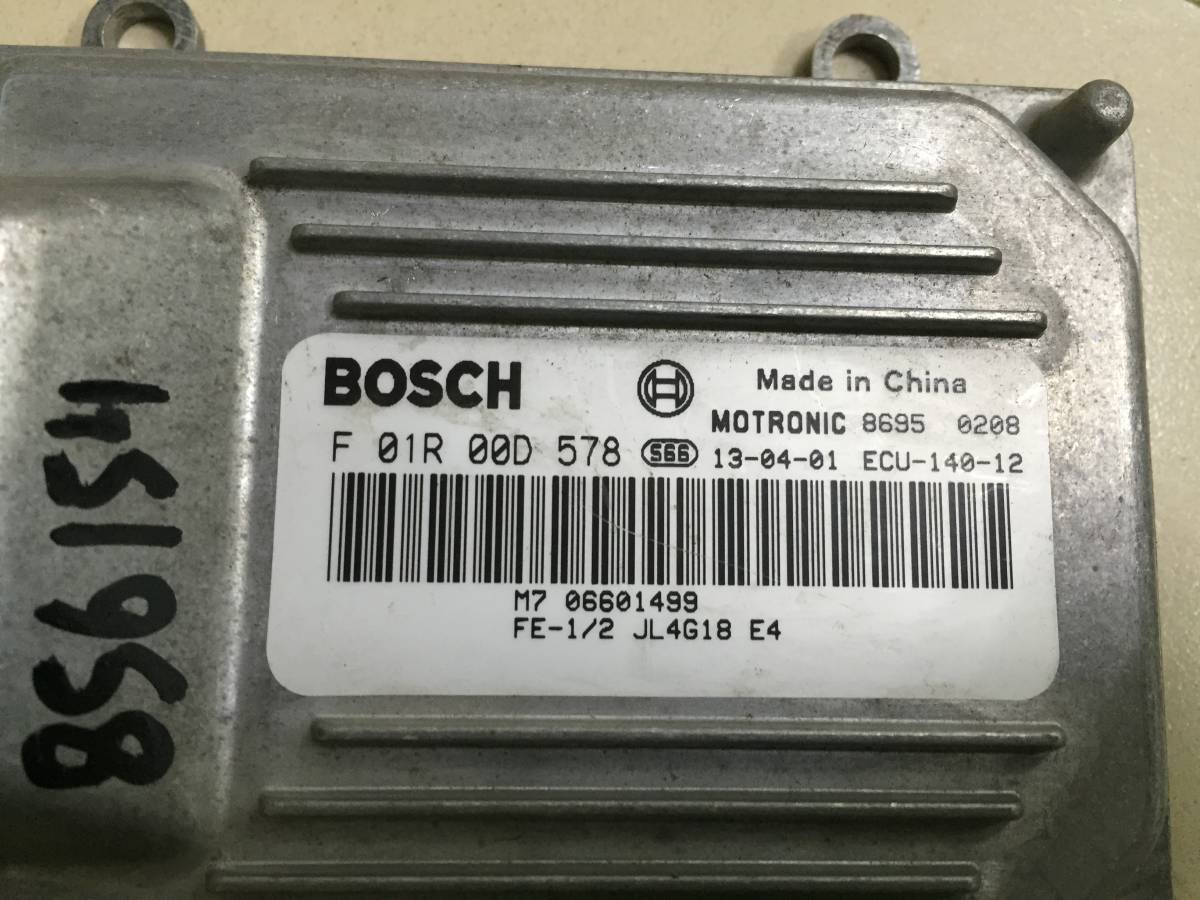 BOSCH
Made in China
MOTRONIC 8695 0208
F 01R 00D 578 S66 13-04-01 ECU-140-12
M7 06601499
FE-1/2 JL4G18 E4
856154